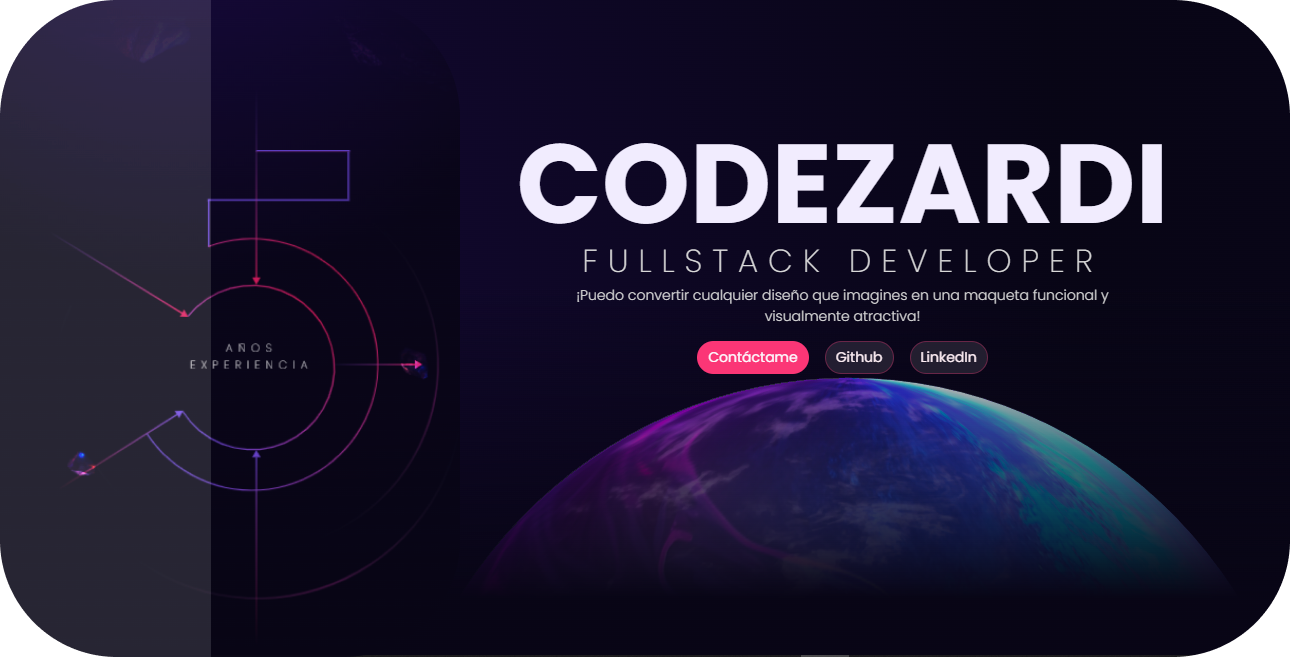 5
AÑOS
EXPERIENCIA
CODEZARDI
FULLSTACK DEVELOPER
¡Puedo convertir cualquier diseño que imagines en una maqueta funcional y
visualmente atractiva!
Contáctame
Github
LinkedIn